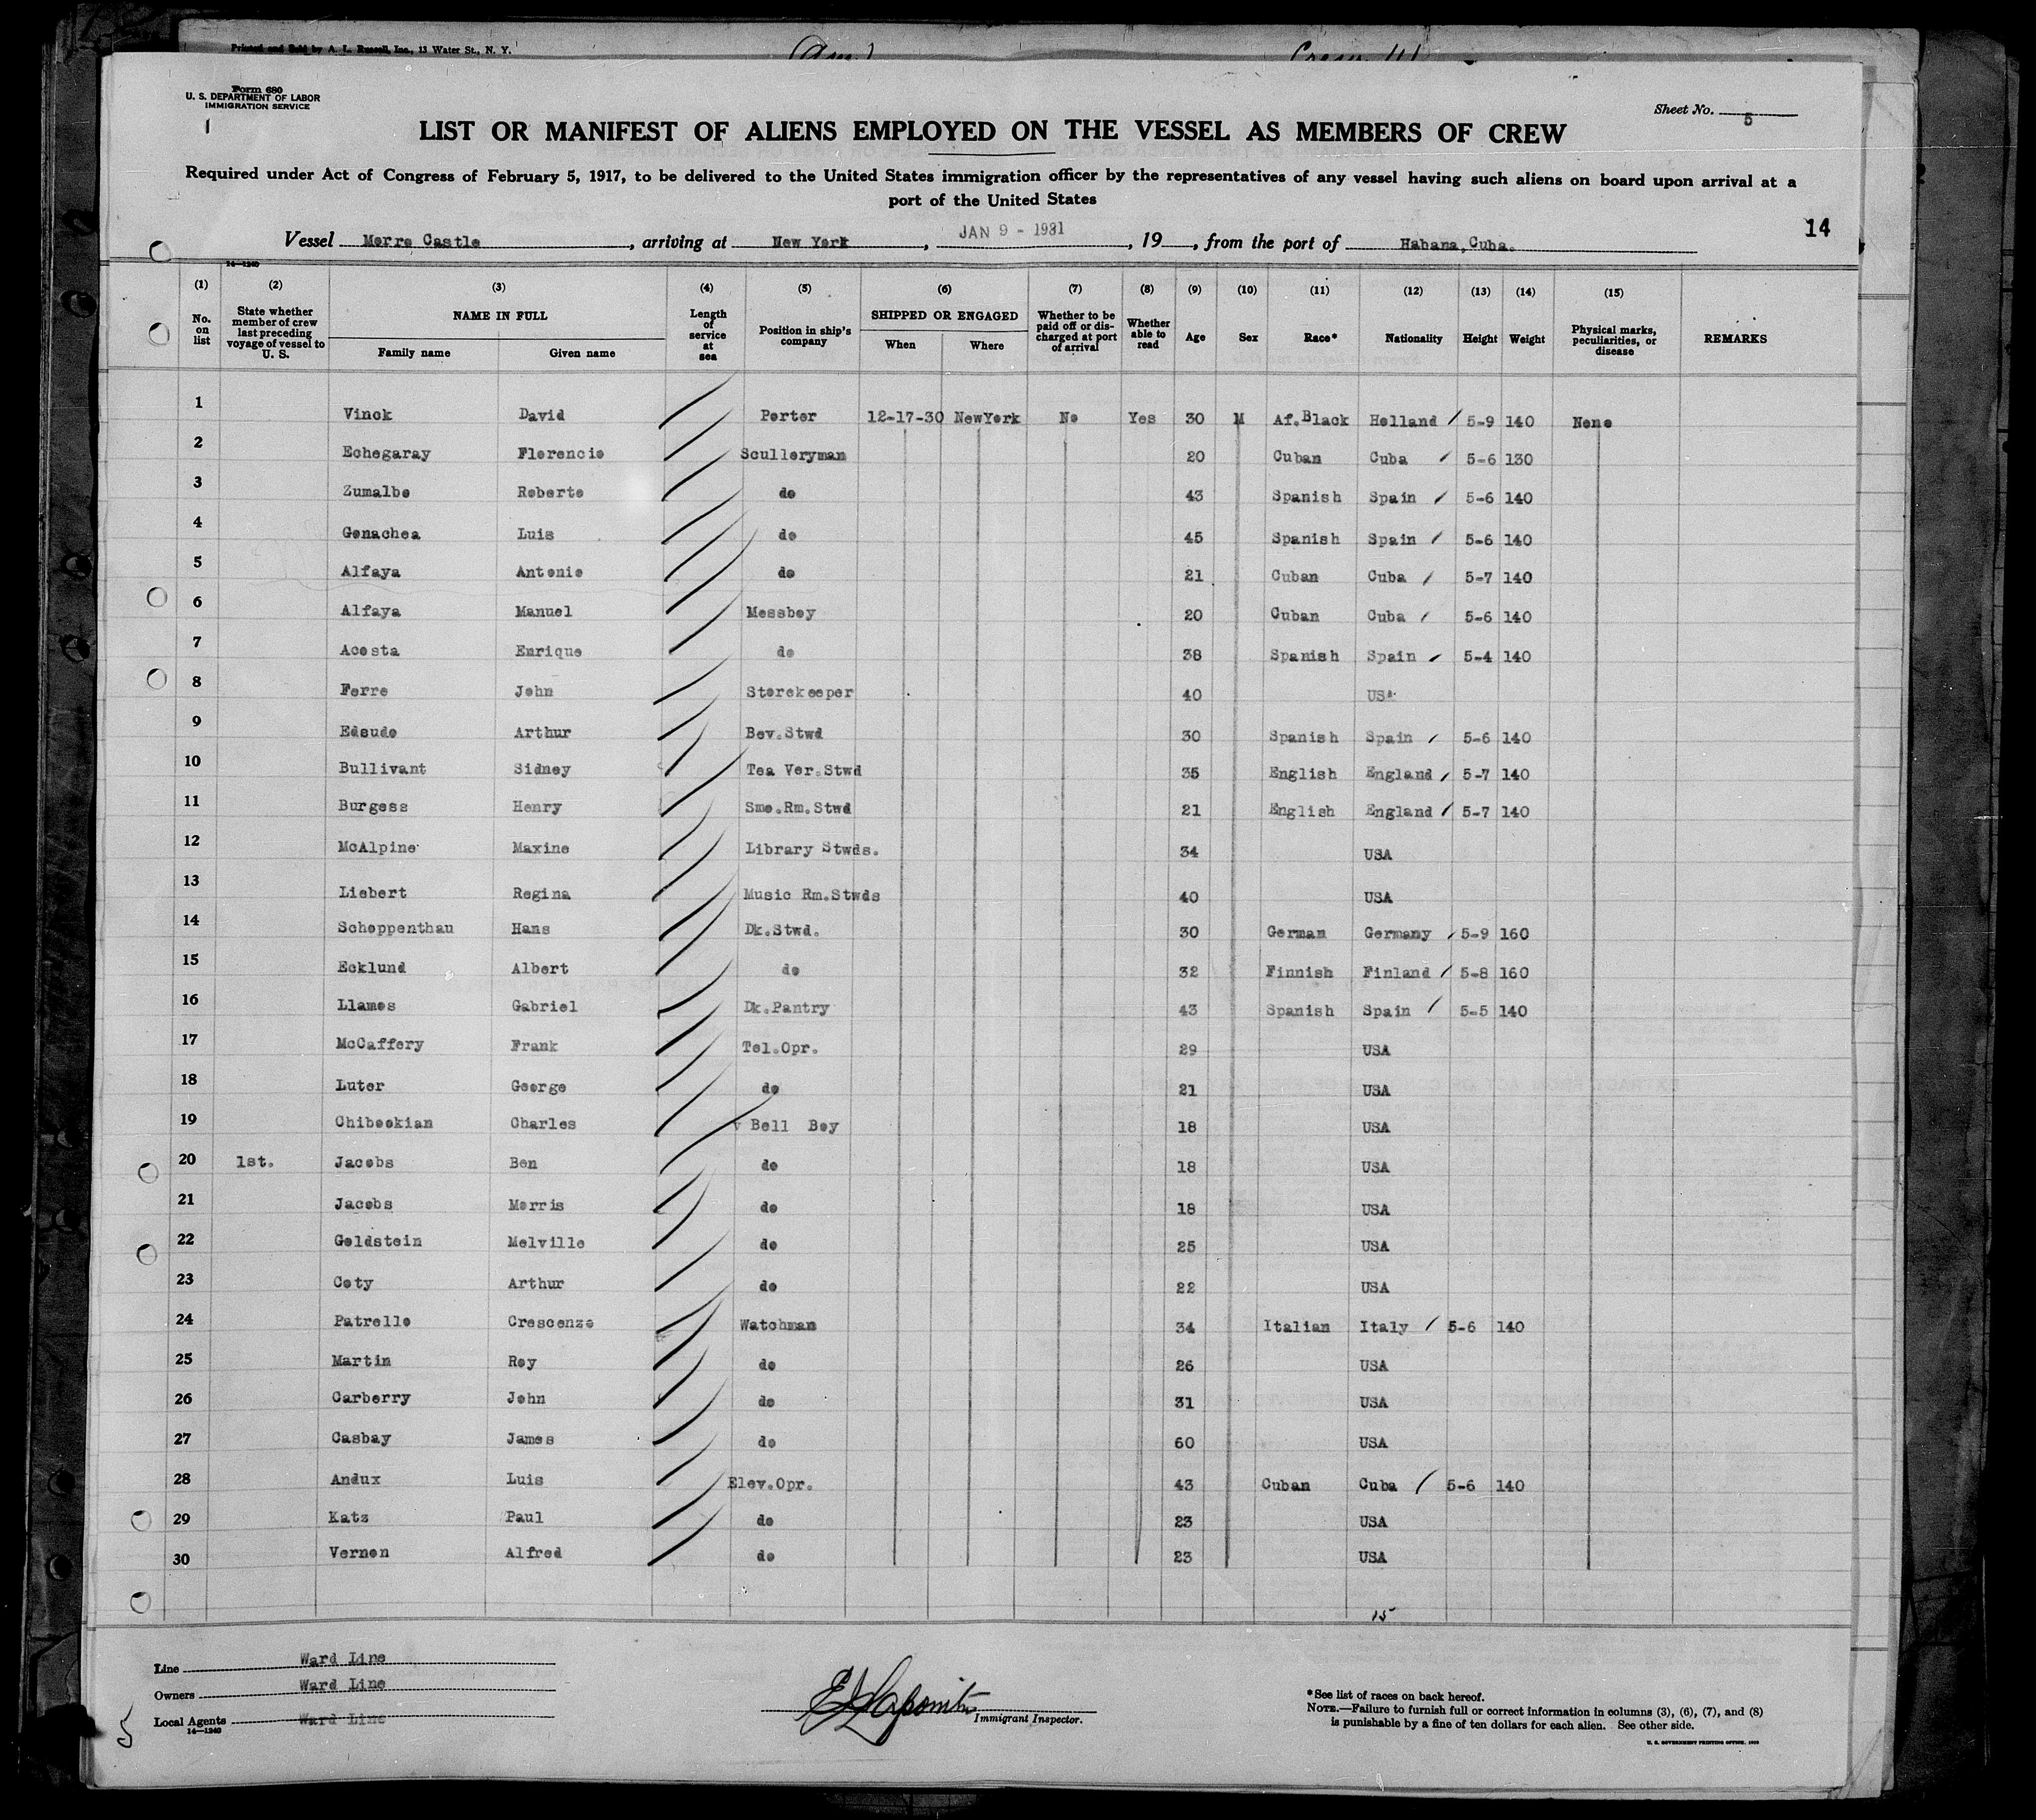 Printed and Sold by A. L. Russell, Inc., 13 Water St., N. Y.
Form 680
U. S. DEPARTMENT OF LABOR
IMMIGRATION SERVICE
1
Sheet No. 5
LIST OR MANIFEST OF ALIENS EMPLOYED ON THE VESSEL AS MEMBERS OF CREW
Required under Act of Congress of February 5, 1917, to be delivered to the United States immigration officer by the representatives of any vessel having such aliens on board upon arrival at a
port of the United States
14
Vessel Morro Castle, arriving at New York, JAN 9 - 1931, 19, from the port of Habana, Cuba.
14—1240
(1) (2) (3) (4) (5) (6) (7) (8) (9) (10) (11) (12) (13) (14) (15)
No. on list State whether member of crew last preceding voyage of vessel to U. S. NAME IN FULL Family name Given name Length of service at sea Position in ship's company SHIPPED OR ENGAGED When Where Whether to be paid off or discharged at port of arrival Whether able to read Age Sex Race* Nationality Height Weight Physical marks, peculiarities, or disease REMARKS
1 Vinck David Porter 12-17-30 NewYork No Yes 30 M Af.Black Holland 5-9 140 None
2 Echegaray Florencio Sculleryman 20 Cuban Cuba 5-6 130
3 Zumalbe Roberto do 43 Spanish Spain 5-6 140
4 Gonachea Luis do 45 Spanish Spain 5-6 140
5 Alfaya Antonio do 21 Cuban Cuba 5-7 140
6 Alfaya Manuel Messboy 20 Cuban Cuba 5-6 140
7 Acosta Enrique do 38 Spanish Spain 5-4 140
8 Ferre John Storekeeper 40 USA
9 Edsudo Arthur Bev.Stwd 30 Spanish Spain 5-6 140
10 Bullivant Sidney Tea Ver.Stwd 35 English England 5-7 140
11 Burgess Henry Smo.Rm.Stwd 21 English England 5-7 140
12 McAlpine Maxine Library Stwds. 34 USA
13 Liebert Regina Music Rm.Stwds 40 USA
14 Schoppenthau Hans Dk.Stwd. 30 German Germany 5-9 160
15 Ecklund Albert do 32 Finnish Finland 5-8 160
16 Llames Gabriel Dk.Pantry 43 Spanish Spain 5-5 140
17 McCaffery Frank Tel.Opr. 29 USA
18 Luter George do 21 USA
19 Chibookian Charles Bell Boy 18 USA
20 1st. Jacobs Ben do 18 USA
21 Jacobs Morris do 18 USA
22 Goldstein Melville do 25 USA
23 Coty Arthur do 22 USA
24 Patrello Crescenzo Watchman 34 Italian Italy 5-6 140
25 Martin Roy do 26 USA
26 Carberry John do 31 USA
27 Casbay James do 60 USA
28 Andux Luis Elev.Opr. 43 Cuban Cuba 5-6 140
29 Katz Paul do 23 USA
30 Vernon Alfred do 23 USA
15
Line Ward Line
Owners Ward Line
Local Agents Ward Line
14—1240
5
Immigrant Inspector.
*See list of races on back hereof.
NOTE.—Failure to furnish full or correct information in columns (3), (6), (7), and (8)
is punishable by a fine of ten dollars for each alien. See other side.